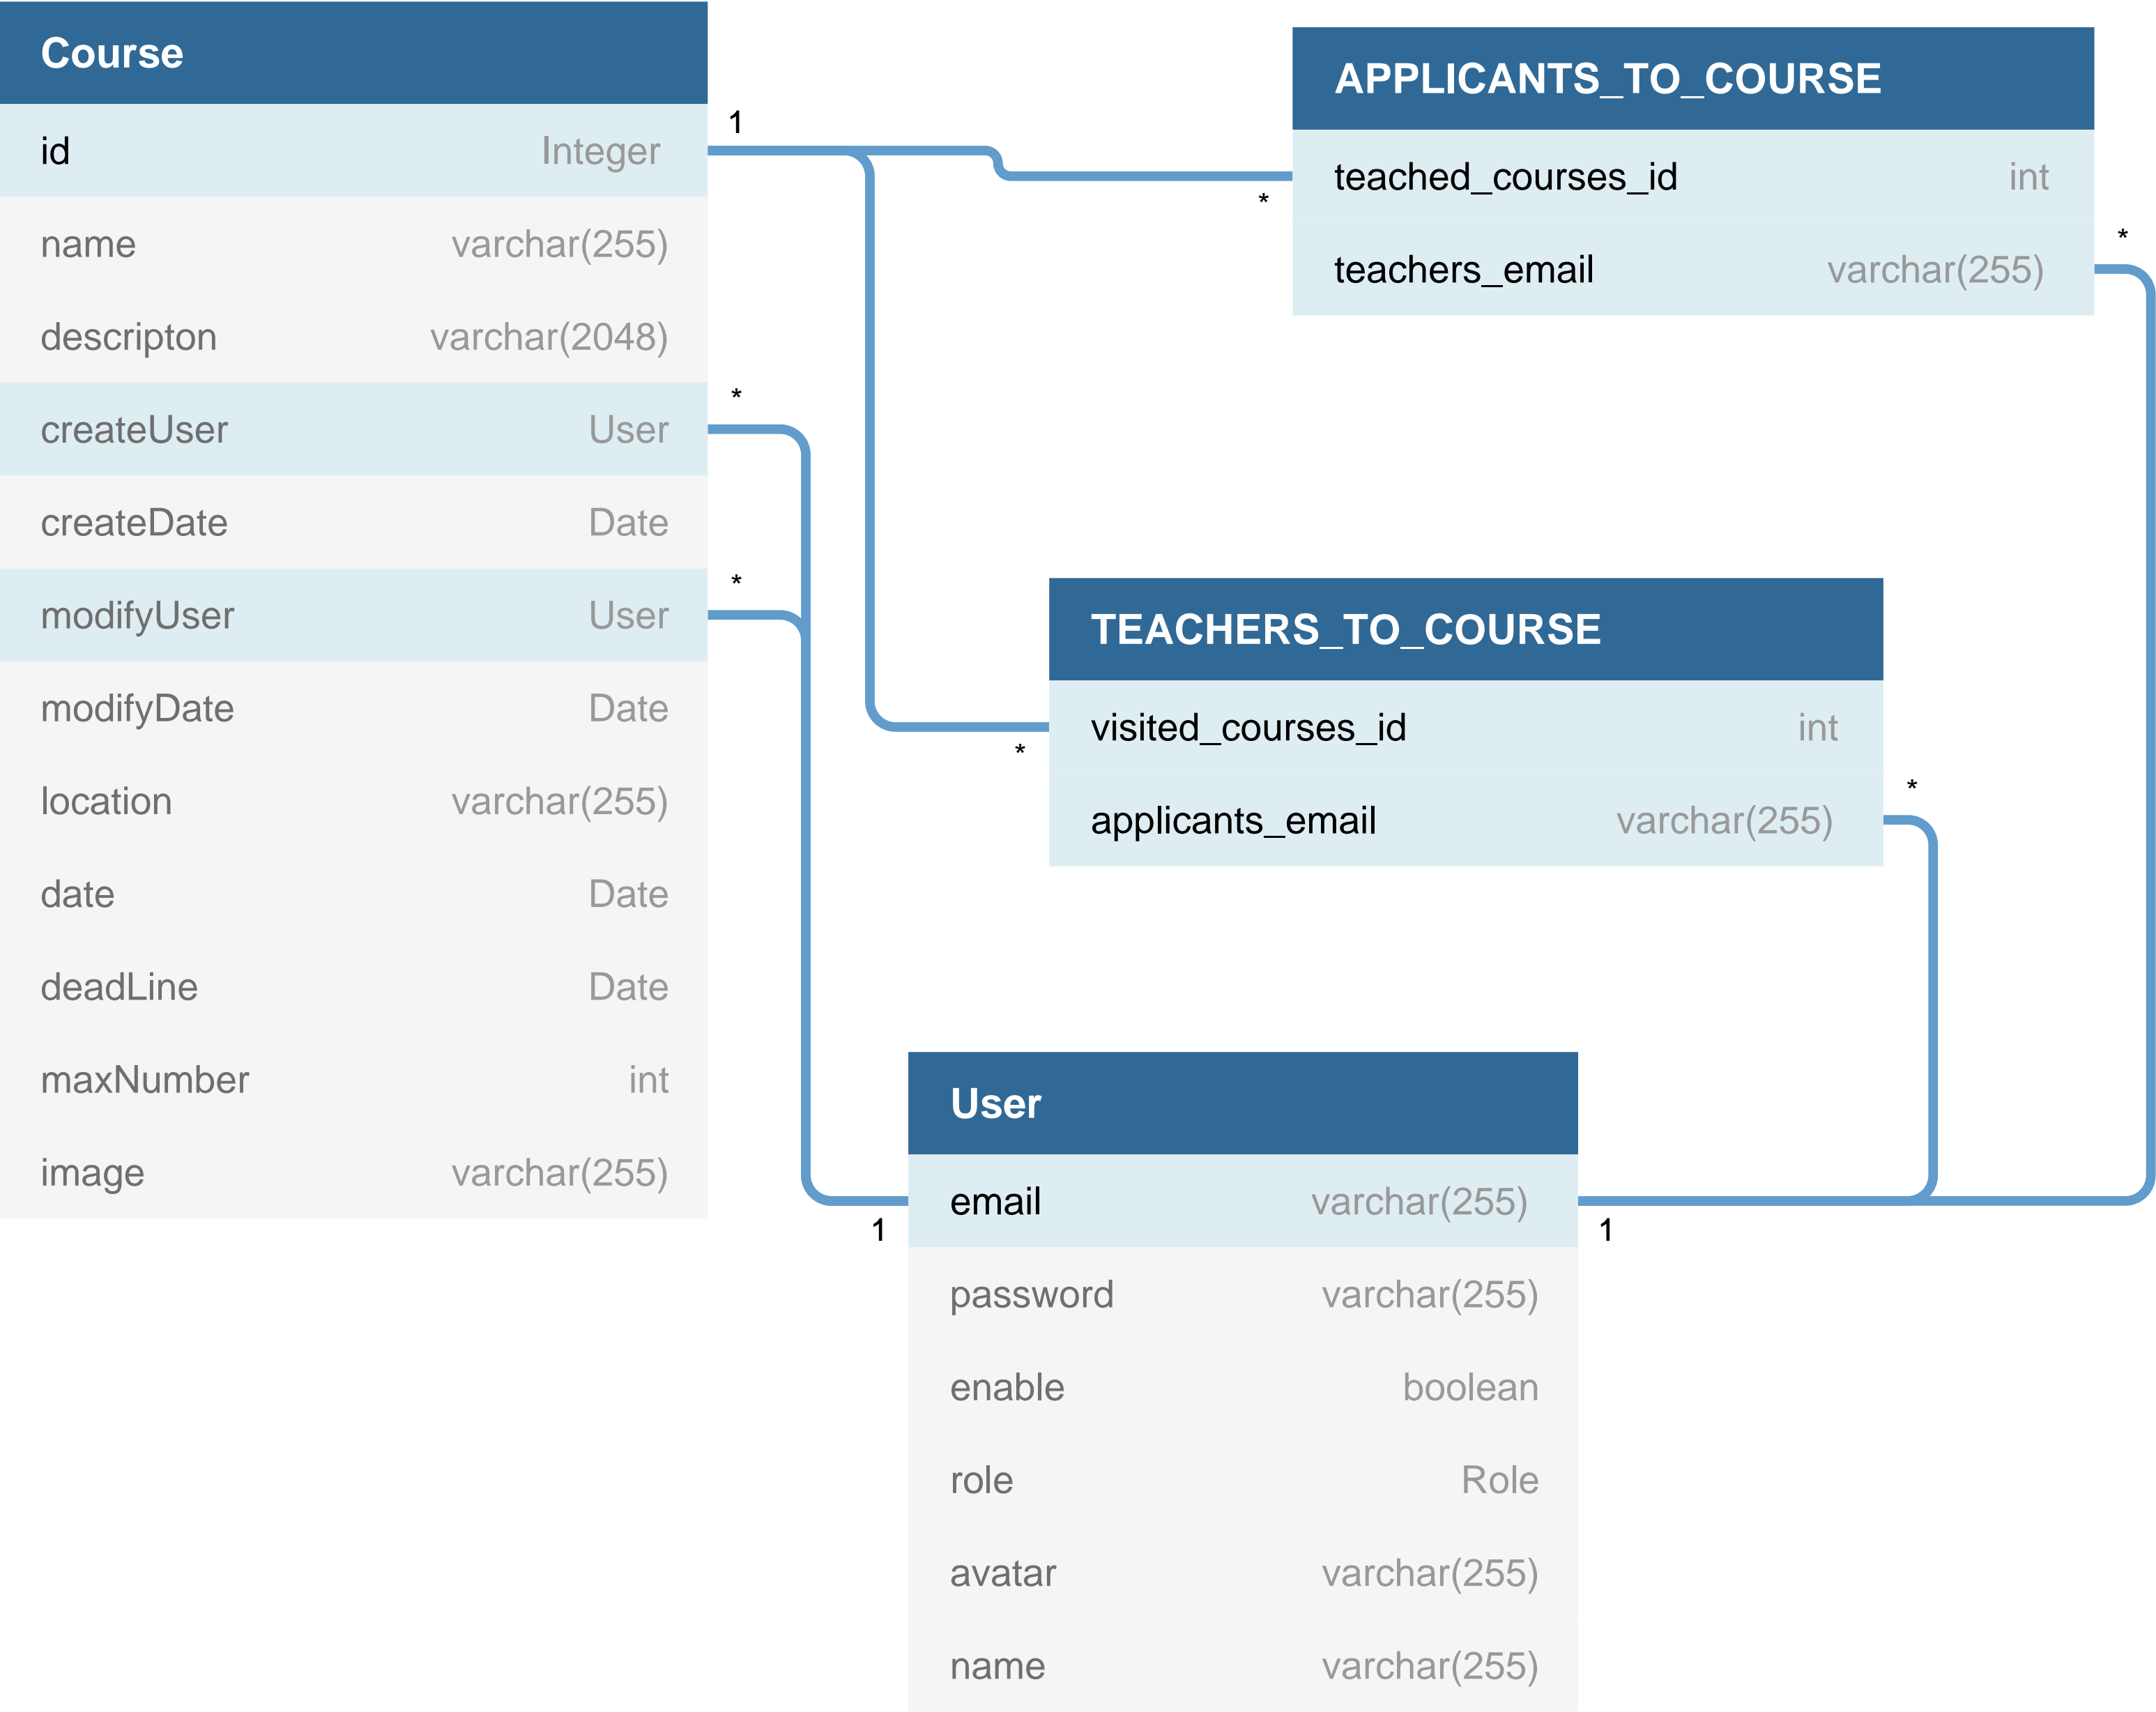 Course
id Integer
name varchar(255)
descripton varchar(2048)
createUser User
createDate Date
modifyUser User
modifyDate Date
location varchar(255)
date Date
deadLine Date
maxNumber int
image varchar(255)
1
*
*
APPLICANTS_TO_COURSE
teached_courses_id int
teachers_email varchar(255)
*
*
TEACHERS_TO_COURSE
visited_courses_id int
applicants_email varchar(255)
*
*
User
email varchar(255)
password varchar(255)
enable boolean
role Role
avatar varchar(255)
name varchar(255)
1
1